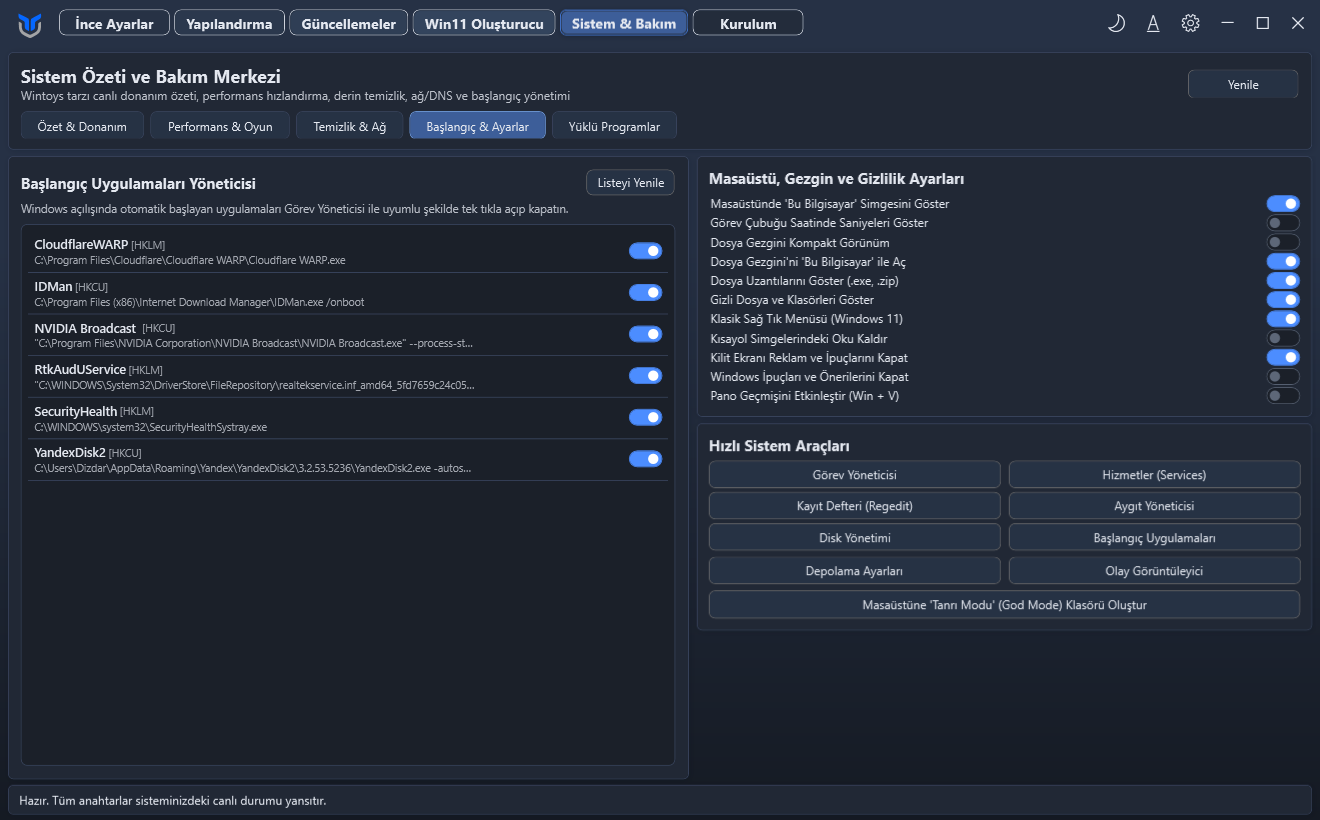 İnce Ayarlar
Yapılandırma
Güncellemeler
Win11 Oluşturucu
Sistem & Bakım
Kurulum
Sistem Özeti ve Bakım Merkezi
Wintoys tarzı canlı donanım özeti, performans hızlandırma, derin temizlik, ağ/DNS ve başlangıç yönetimi
Yenile
Özet & Donanım
Performans & Oyun
Temizlik & Ağ
Başlangıç & Ayarlar
Yüklü Programlar
Başlangıç Uygulamaları Yöneticisi
Listeyi Yenile
Windows açılışında otomatik başlayan uygulamaları Görev Yöneticisi ile uyumlu şekilde tek tıkla açıp kapatın.
CloudflareWARP [HKLM]
C:\Program Files\Cloudflare\Cloudflare WARP\Cloudflare WARP.exe
IDMan [HKCU]
C:\Program Files (x86)\Internet Download Manager\IDMan.exe /onboot
NVIDIA Broadcast [HKCU]
"C:\Program Files\NVIDIA Corporation\NVIDIA Broadcast\NVIDIA Broadcast.exe" --process-st...
RtkAudUService [HKLM]
"C:\WINDOWS\System32\DriverStore\FileRepository\realtekservice.inf_amd64_5fd7659c24c05...
SecurityHealth [HKLM]
C:\WINDOWS\system32\SecurityHealthSystray.exe
YandexDisk2 [HKCU]
C:\Users\Dizdar\AppData\Roaming\Yandex\YandexDisk2\3.2.53.5236\YandexDisk2.exe -autos...
Masaüstü, Gezgin ve Gizlilik Ayarları
Masaüstünde 'Bu Bilgisayar' Simgesini Göster
Görev Çubuğu Saatinde Saniyeleri Göster
Dosya Gezgini Kompakt Görünüm
Dosya Gezgini'ni 'Bu Bilgisayar' ile Aç
Dosya Uzantılarını Göster (.exe, .zip)
Gizli Dosya ve Klasörleri Göster
Klasik Sağ Tık Menüsü (Windows 11)
Kısayol Simgelerindeki Oku Kaldır
Kilit Ekranı Reklam ve İpuçlarını Kapat
Windows İpuçları ve Önerilerini Kapat
Pano Geçmişini Etkinleştir (Win + V)
Hızlı Sistem Araçları
Görev Yöneticisi
Hizmetler (Services)
Kayıt Defteri (Regedit)
Aygıt Yöneticisi
Disk Yönetimi
Başlangıç Uygulamaları
Depolama Ayarları
Olay Görüntüleyici
Masaüstüne 'Tanrı Modu' (God Mode) Klasörü Oluştur
Hazır. Tüm anahtarlar sisteminizdeki canlı durumu yansıtır.